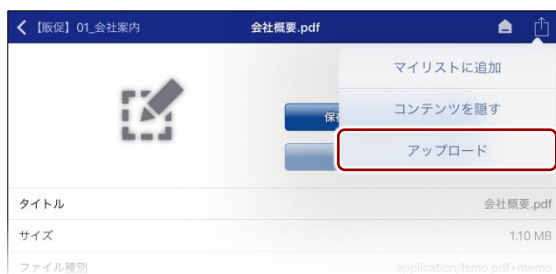 【販促】01_会社案内 会社概要.pdf
マイリストに追加
コンテンツを隠す
アップロード
タイトル 会社概要.pdf
サイズ 1.10 MB
ファイル種別 application/fsmo.pdf+memo